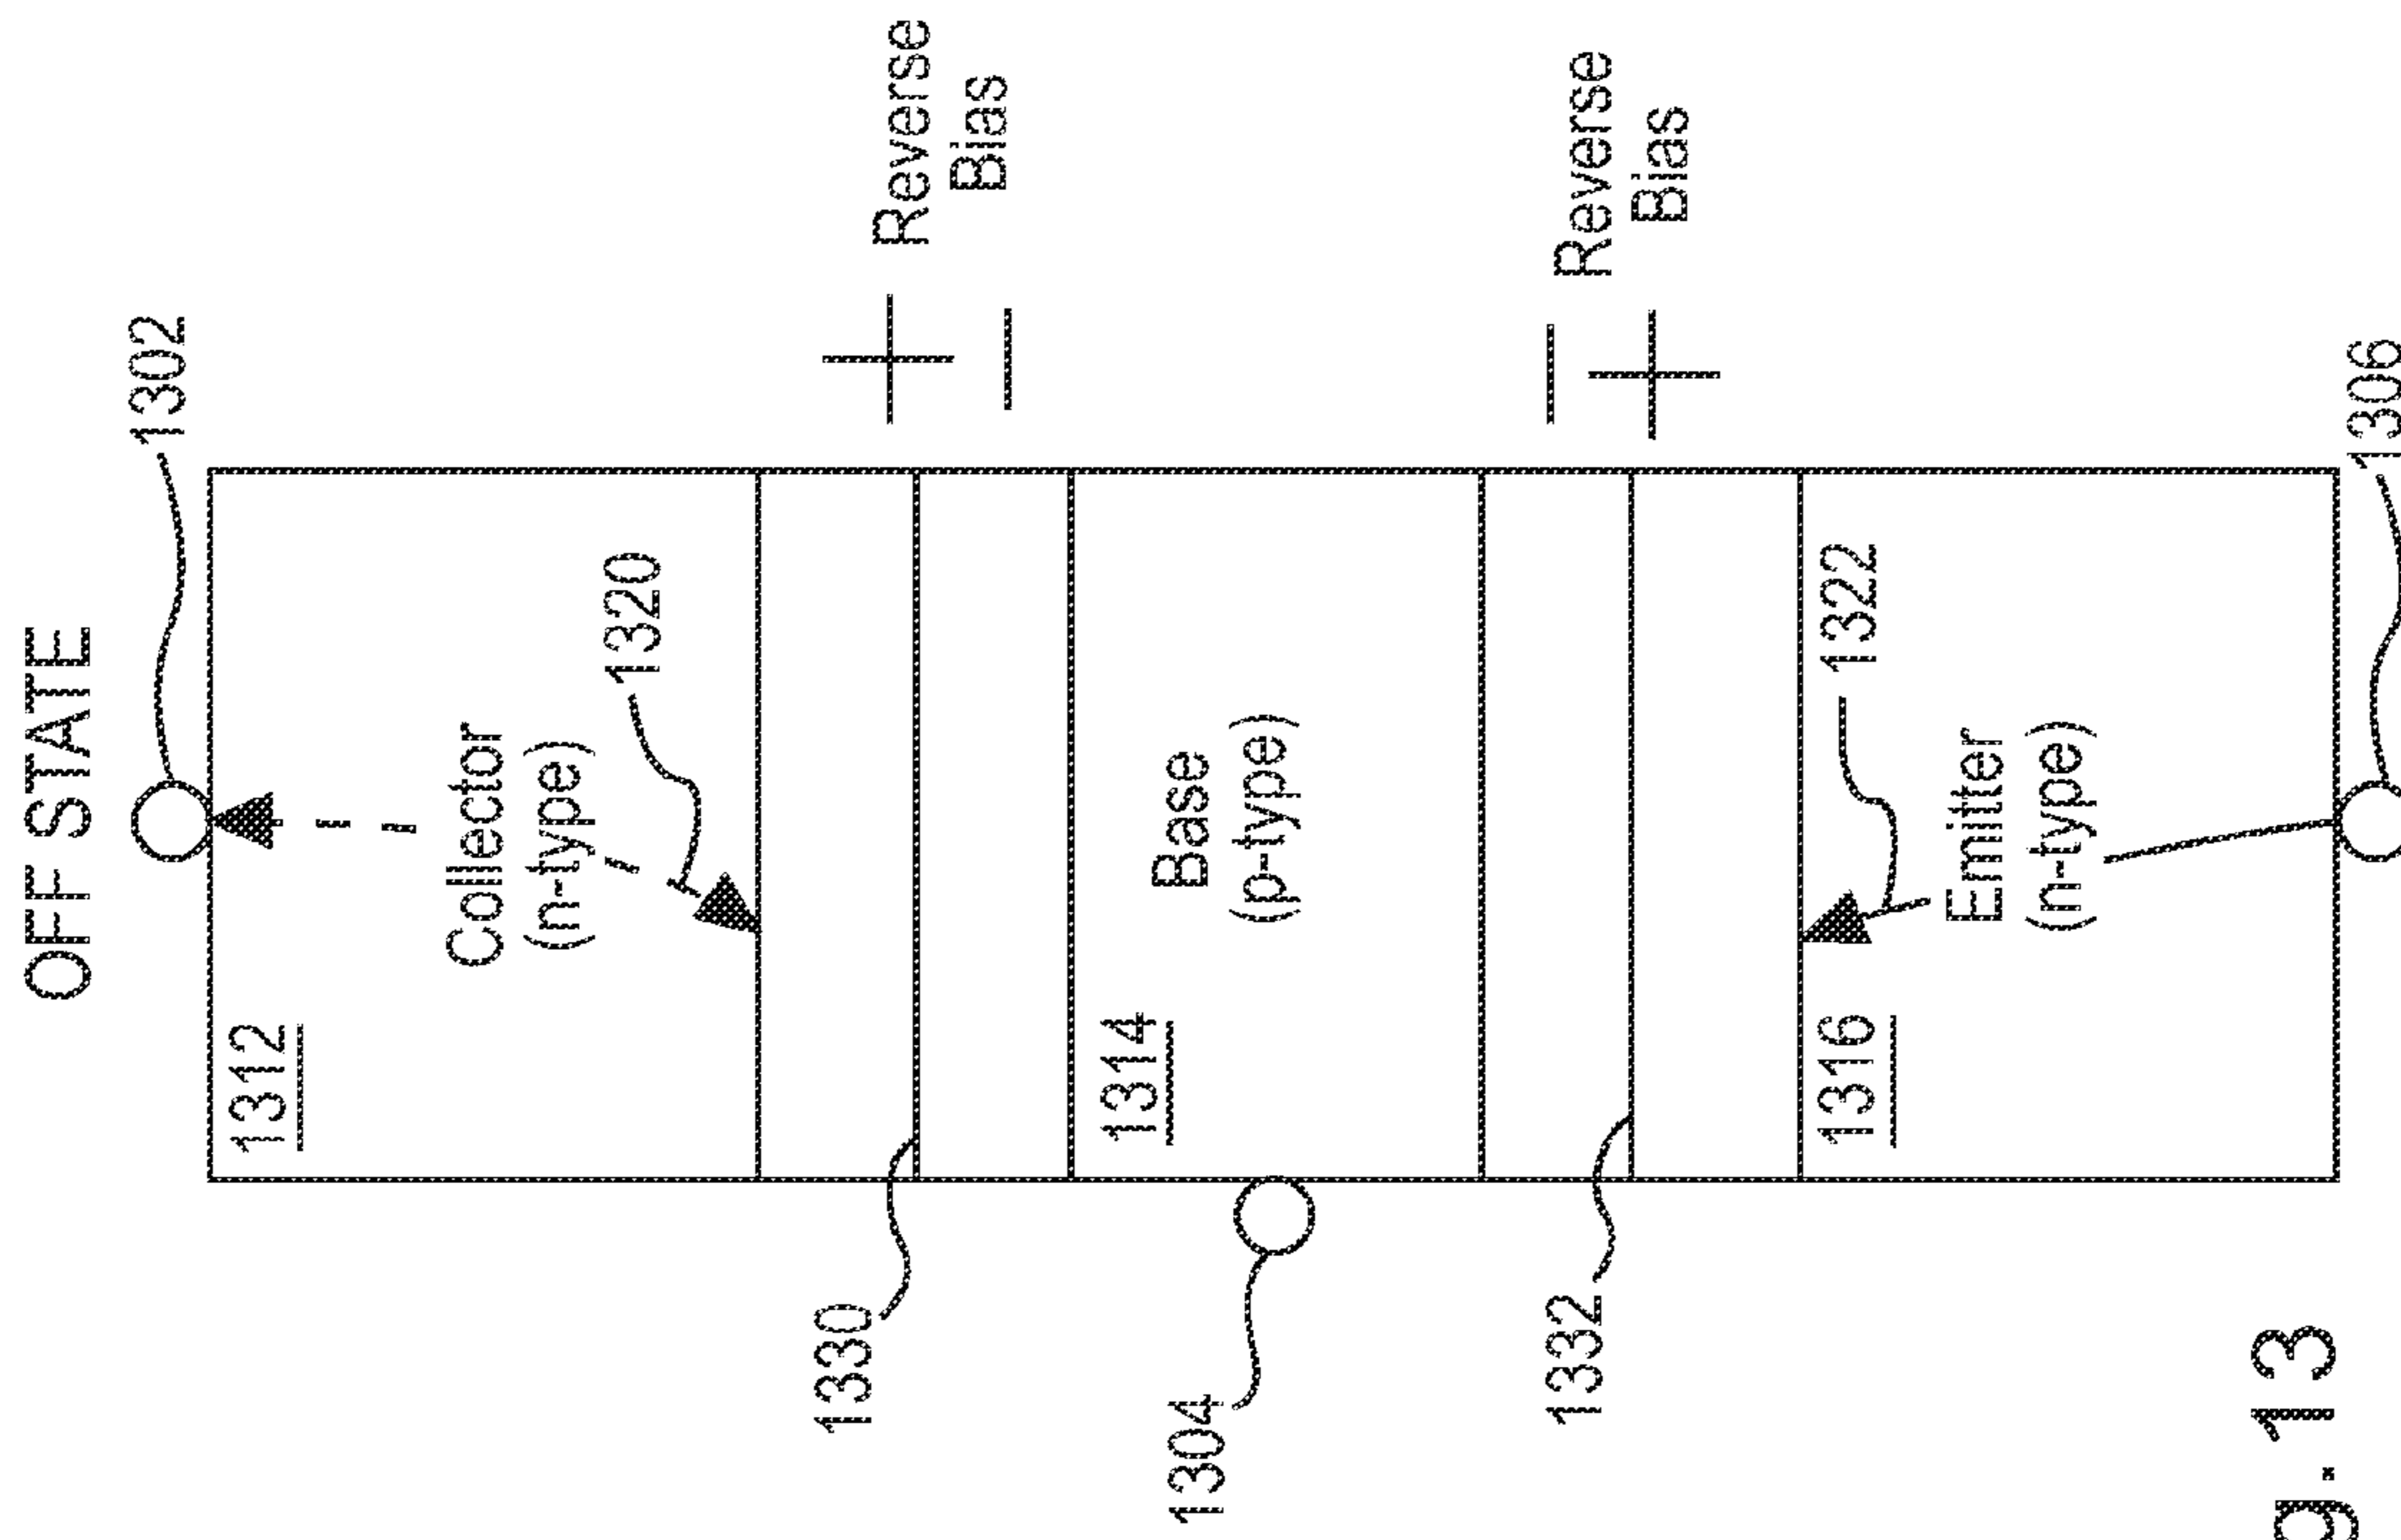 OFF STATE
1302
1312
Collector
(n-type)
1320
1330
+
Reverse
Bias
−
1304
1314
Base
(p-type)
1332
−
Reverse
+
Bias
1316
1322
Emitter
(n-type)
1306
g. 13